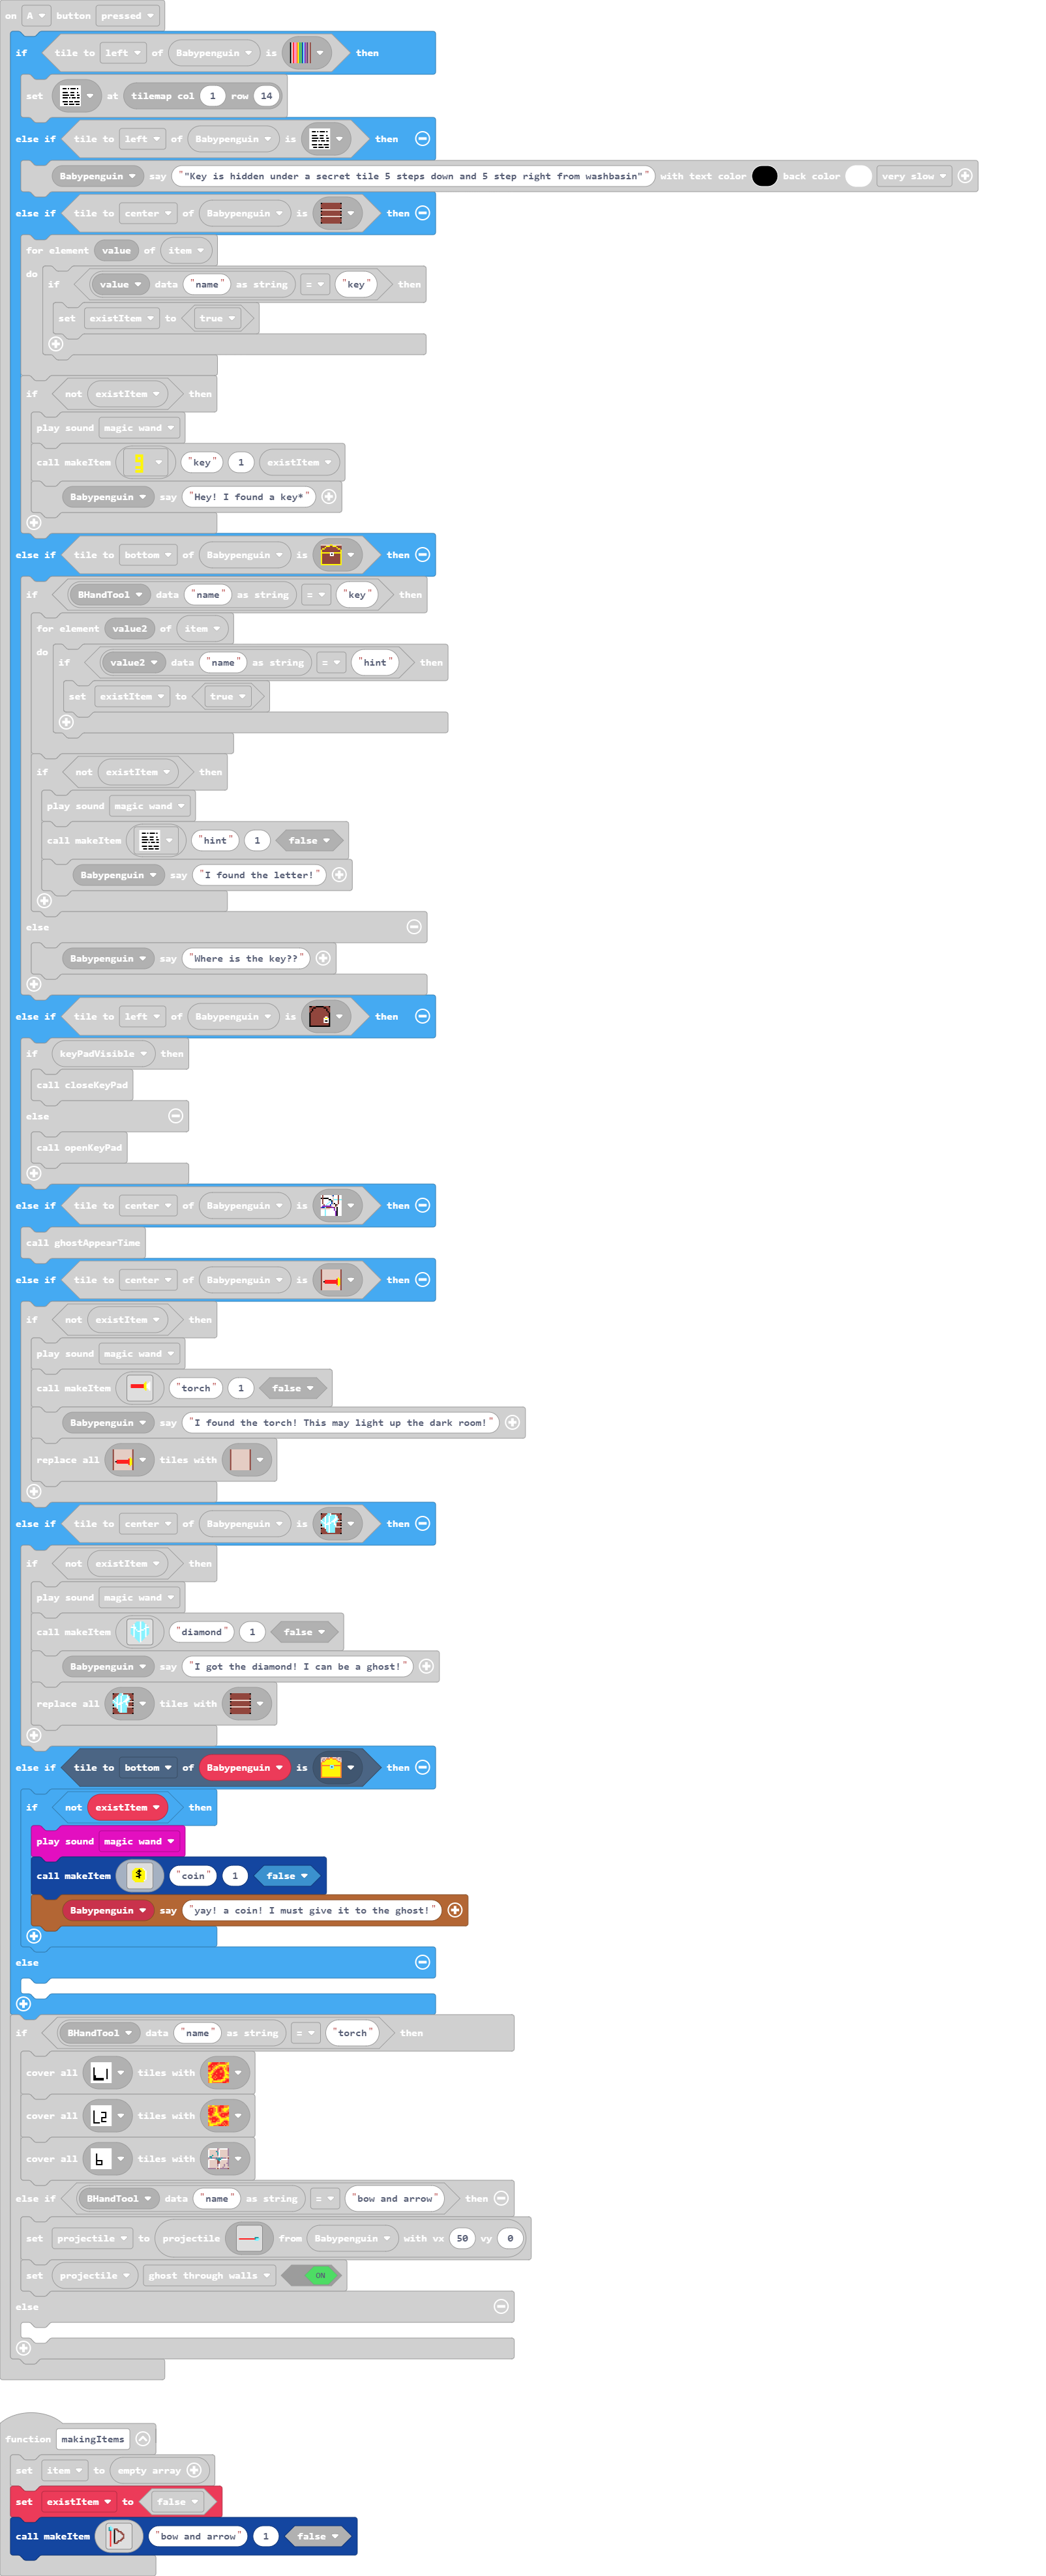 on A button pressed
if tile to left of Babypenguin is then
set at tilemap col 1 row 14
else if tile to left of Babypenguin is then
Babypenguin say ""Key is hidden under a secret tile 5 steps down and 5 step right from washbasin"" with text color back color very slow
else if tile to center of Babypenguin is then
for element value of item
do
if value data "name" as string = "key" then
set existItem to true
if not existItem then
play sound magic wand
call makeItem "key" 1 existItem
Babypenguin say "Hey! I found a key*"
else if tile to bottom of Babypenguin is then
if BHandTool data "name" as string = "key" then
for element value2 of item
do
if value2 data "name" as string = "hint" then
set existItem to true
if not existItem then
play sound magic wand
call makeItem "hint" 1 false
Babypenguin say "I found the letter!"
else
Babypenguin say "Where is the key??"
else if tile to left of Babypenguin is then
if keyPadVisible then
call closeKeyPad
else
call openKeyPad
else if tile to center of Babypenguin is then
call ghostAppearTime
else if tile to center of Babypenguin is then
if not existItem then
play sound magic wand
call makeItem "torch" 1 false
Babypenguin say "I found the torch! This may light up the dark room!"
replace all tiles with
else if tile to center of Babypenguin is then
if not existItem then
play sound magic wand
call makeItem "diamond" 1 false
Babypenguin say "I got the diamond! I can be a ghost!"
replace all tiles with
else if tile to bottom of Babypenguin is then
if not existItem then
play sound magic wand
call makeItem $ "coin" 1 false
Babypenguin say "yay! a coin! I must give it to the ghost!"
else
if BHandTool data "name" as string = "torch" then
cover all L1 tiles with
cover all L2 tiles with
cover all b tiles with
else if BHandTool data "name" as string = "bow and arrow" then
set projectile to projectile from Babypenguin with vx 50 vy 0
set projectile ghost through walls ON
else
function makingItems
set item to empty array
set existItem to false
call makeItem "bow and arrow" 1 false